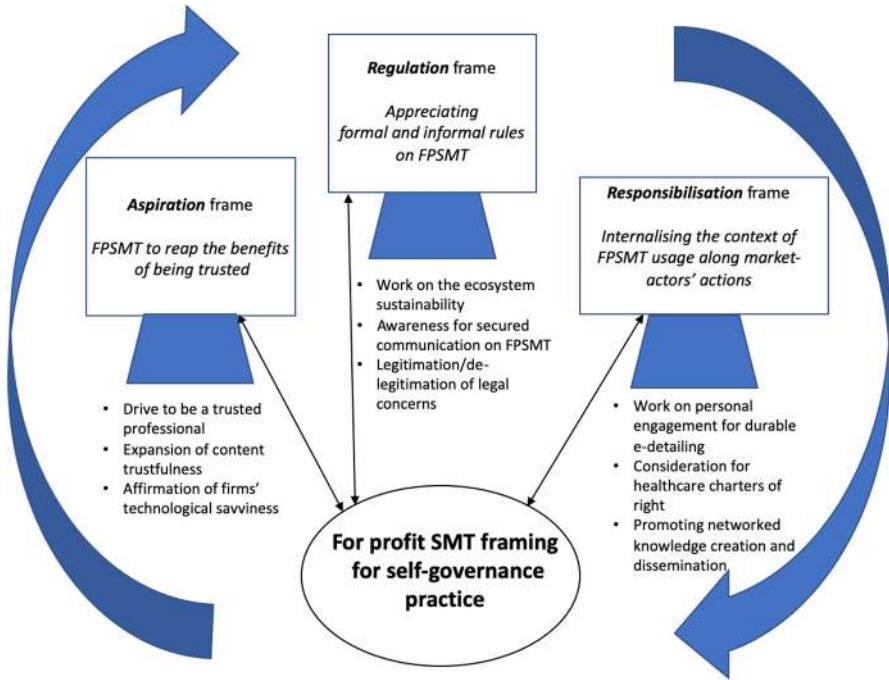 Regulation frame
Appreciating
formal and informal rules
on FPSMT
• Work on the ecosystem
sustainability
• Awareness for secured
communication on FPSMT
• Legitimation/de-
legitimation of legal
concerns
Aspiration frame
FPSMT to reap the benefits
of being trusted
• Drive to be a trusted
professional
• Expansion of content
trustfulness
• Affirmation of firms’
technological savviness
Responsibilisation frame
Internalising the context of
FPSMT usage along market-
actors’ actions
• Work on personal
engagement for durable
e-detailing
• Consideration for
healthcare charters of
right
• Promoting networked
knowledge creation and
dissemination
For profit SMT framing
for self-governance
practice